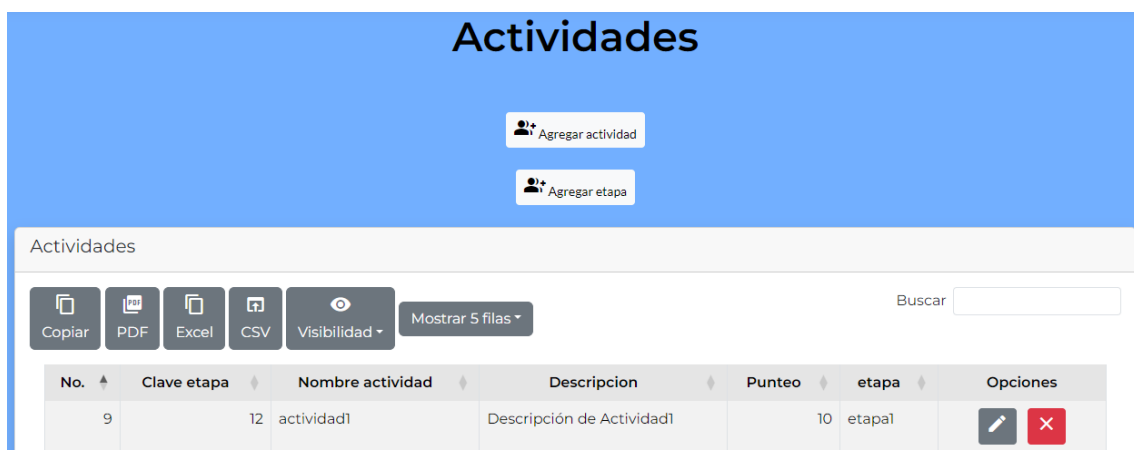 Actividades
Agregar actividad
Agregar etapa
Actividades
Copiar PDF Excel CSV Visibilidad Mostrar 5 filas Buscar
No. Clave etapa Nombre actividad Descripcion Punteo etapa Opciones
9 12 actividad1 Descripción de Actividad1 10 etapa1